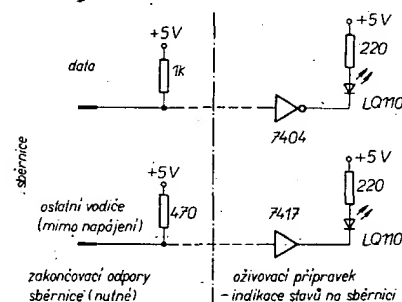 +5V
220
+5V
data
1k
LQ110
7404
+5V
sběrnice
+5V
220
ostatní vodiče
(mimo napájení)
470
7417
LQ110
zakončovací odpory
sběrnice (nutné)
oživovací přípravek
- indikace stavů na sběrnici